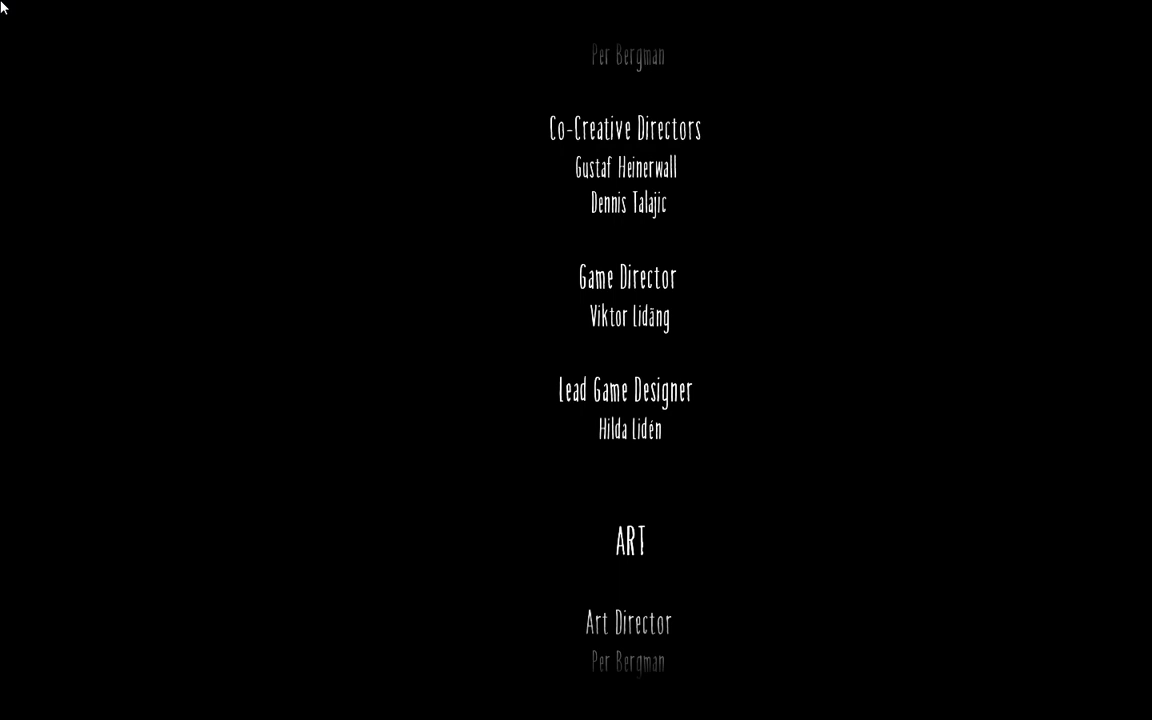 Per Bergman
Co-Creative Directors
Gustaf Heinerwall
Dennis Talajic
Game Director
Viktor Lidäng
Lead Game Designer
Hilda Lidén
ART
Art Director
Per Bergman